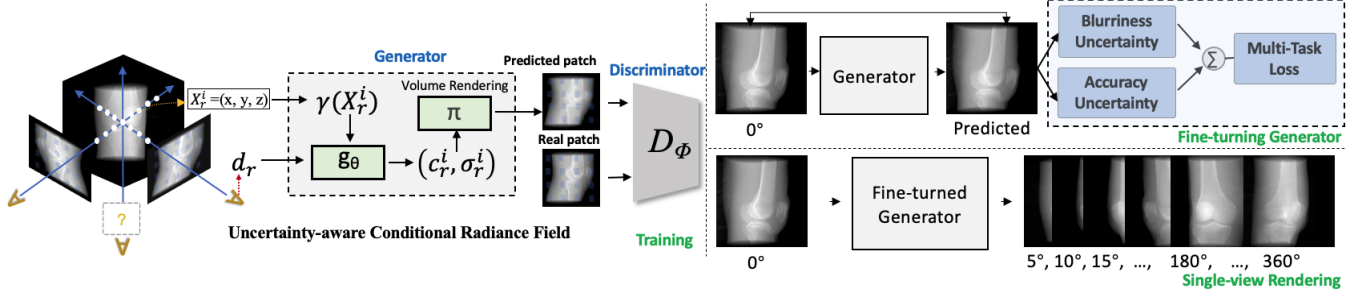 X_r^i =(x, y, z)
d_r
?
Generator
γ(X_r^i)
g_θ
Volume Rendering
π
(c_r^i, σ_r^i)
Uncertainty-aware Conditional Radiance Field
Predicted patch
Real patch
Discriminator
D_Φ
Training
0°
Generator
Predicted
Blurriness
Uncertainty
Accuracy
Uncertainty
Σ
Multi-Task
Loss
Fine-turning Generator
0°
Fine-turned
Generator
5°, 10°, 15°, ..., 180°, ..., 360°
Single-view Rendering